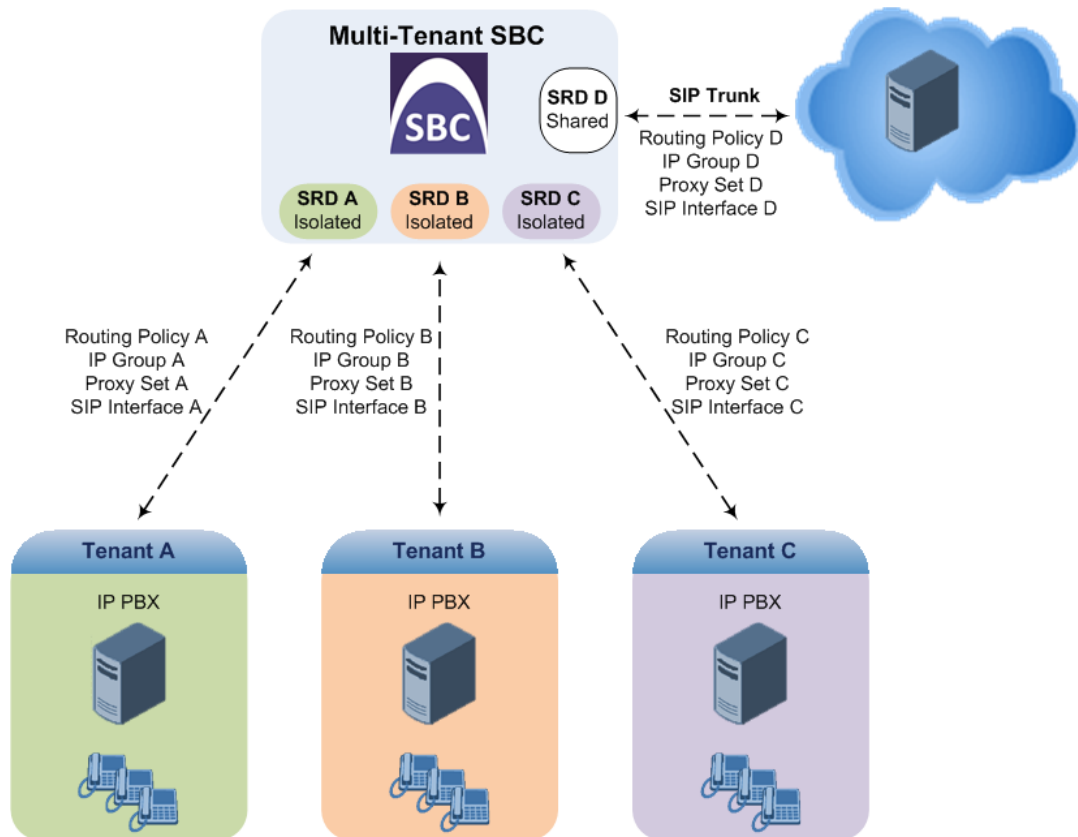 Multi-Tenant SBC
SBC
SRD D
Shared
SIP Trunk
Routing Policy D
IP Group D
Proxy Set D
SIP Interface D
SRD A
Isolated
SRD B
Isolated
SRD C
Isolated
Routing Policy A
IP Group A
Proxy Set A
SIP Interface A
Routing Policy B
IP Group B
Proxy Set B
SIP Interface B
Routing Policy C
IP Group C
Proxy Set C
SIP Interface C
Tenant A
IP PBX
Tenant B
IP PBX
Tenant C
IP PBX